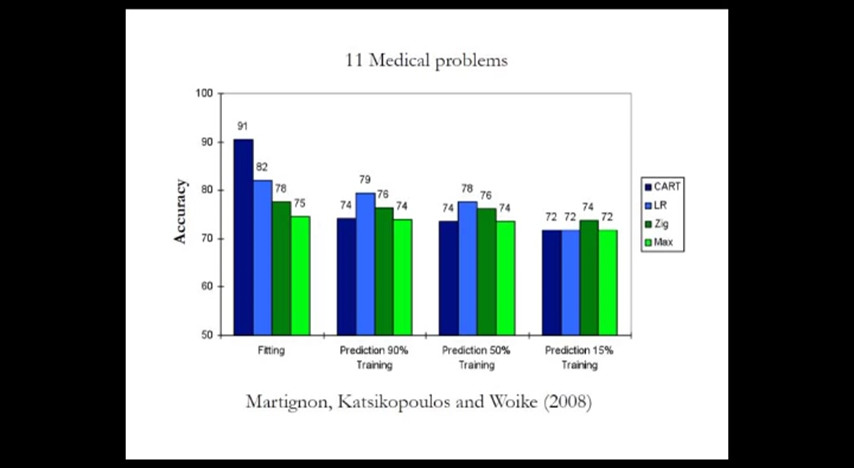 11 Medical problems
100
90
80
70
60
50
Accuracy
91
82
78
75
74
79
76
74
74
78
76
74
72
72
74
72
CART
LR
Zig
Max
Fitting
Prediction 90%
Training
Prediction 50%
Training
Prediction 15%
Training
Martignon, Katsikopoulos and Woike (2008)